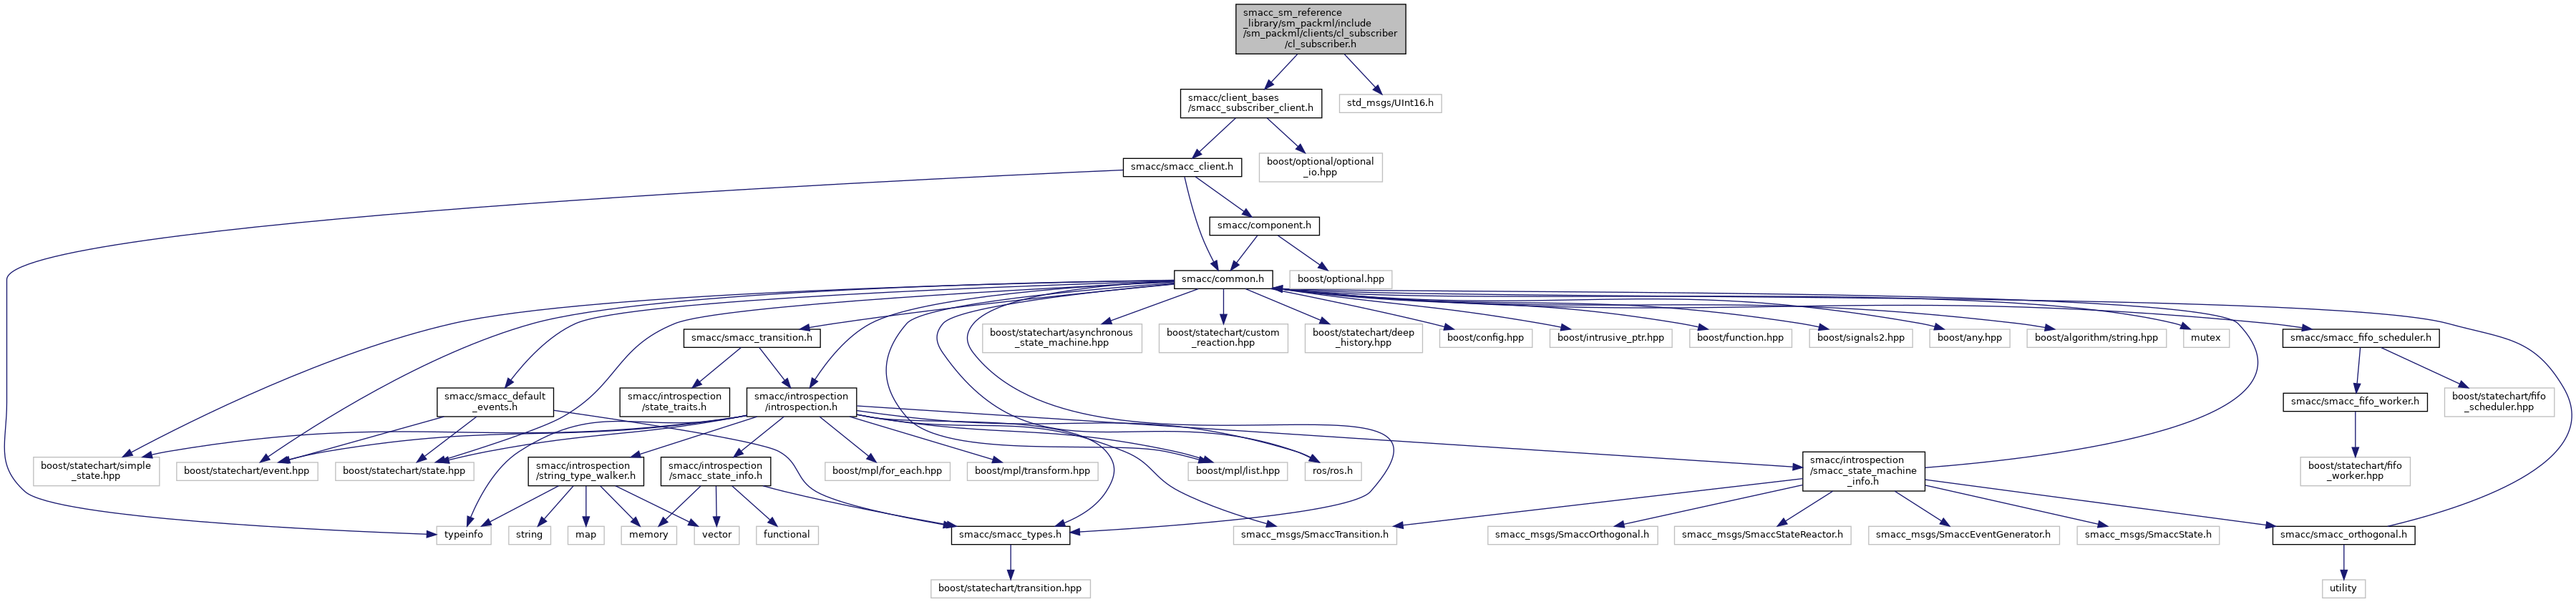 smacc_sm_reference
_library/sm_packml/include
/sm_packml/clients/cl_subscriber
/cl_subscriber.h
smacc/client_bases
/smacc_subscriber_client.h
std_msgs/UInt16.h
smacc/smacc_client.h
boost/optional/optional
_io.hpp
smacc/component.h
smacc/common.h
boost/optional.hpp
smacc/smacc_transition.h
boost/statechart/asynchronous
_state_machine.hpp
boost/statechart/custom
_reaction.hpp
boost/statechart/deep
_history.hpp
boost/config.hpp
boost/intrusive_ptr.hpp
boost/function.hpp
boost/signals2.hpp
boost/any.hpp
boost/algorithm/string.hpp
mutex
smacc/smacc_fifo_scheduler.h
smacc/smacc_default
_events.h
smacc/introspection
/state_traits.h
smacc/introspection
/introspection.h
smacc/smacc_fifo_worker.h
boost/statechart/fifo
_scheduler.hpp
boost/statechart/simple
_state.hpp
boost/statechart/event.hpp
boost/statechart/state.hpp
smacc/introspection
/string_type_walker.h
smacc/introspection
/smacc_state_info.h
boost/mpl/for_each.hpp
boost/mpl/transform.hpp
boost/mpl/list.hpp
ros/ros.h
smacc/introspection
/smacc_state_machine
_info.h
boost/statechart/fifo
_worker.hpp
typeinfo
string
map
memory
vector
functional
smacc/smacc_types.h
smacc_msgs/SmaccTransition.h
smacc_msgs/SmaccOrthogonal.h
smacc_msgs/SmaccStateReactor.h
smacc_msgs/SmaccEventGenerator.h
smacc_msgs/SmaccState.h
smacc/smacc_orthogonal.h
boost/statechart/transition.hpp
utility